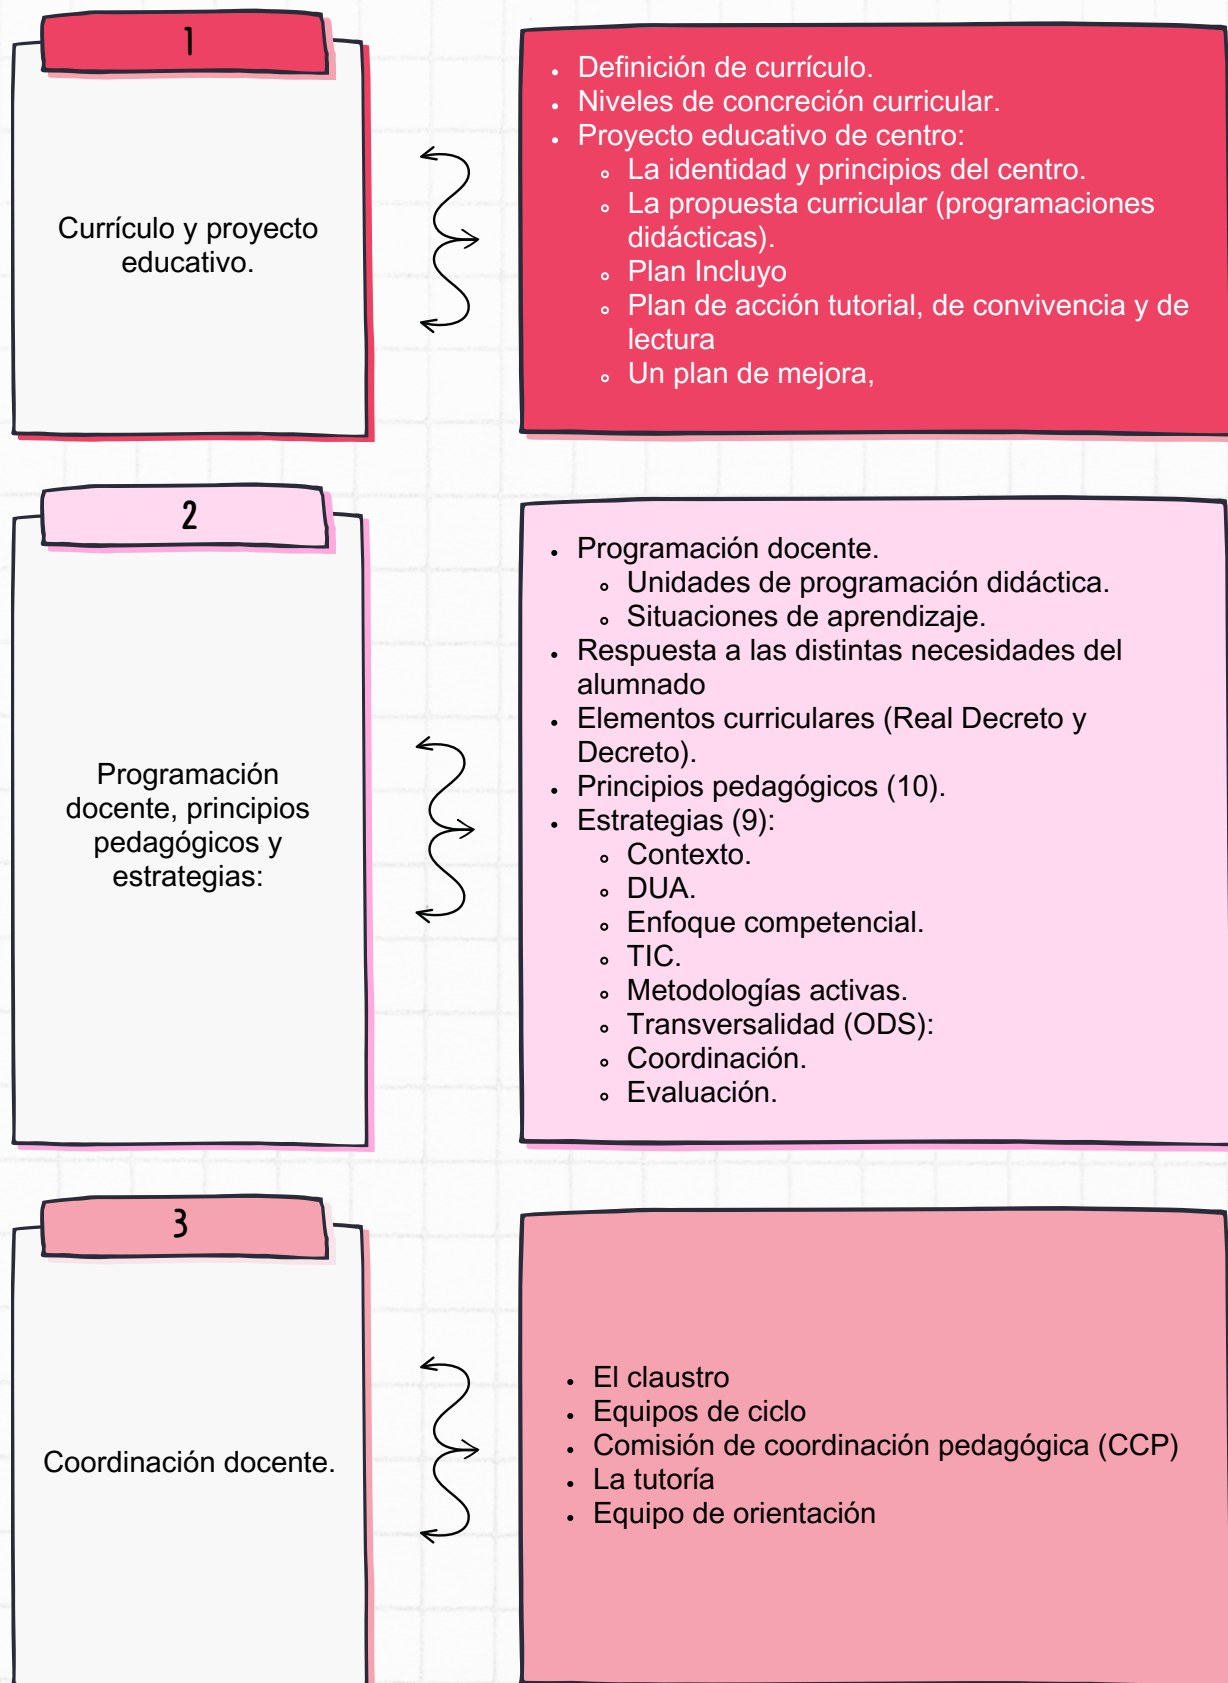 1
Currículo y proyecto
educativo.
• Definición de currículo.
• Niveles de concreción curricular.
• Proyecto educativo de centro:
◦ La identidad y principios del centro.
◦ La propuesta curricular (programaciones
didácticas).
◦ Plan Incluyo
◦ Plan de acción tutorial, de convivencia y de
lectura
◦ Un plan de mejora,
2
Programación
docente, principios
pedagógicos y
estrategias:
• Programación docente.
◦ Unidades de programación didáctica.
◦ Situaciones de aprendizaje.
• Respuesta a las distintas necesidades del
alumnado
• Elementos curriculares (Real Decreto y
Decreto).
• Principios pedagógicos (10).
• Estrategias (9):
◦ Contexto.
◦ DUA.
◦ Enfoque competencial.
◦ TIC.
◦ Metodologías activas.
◦ Transversalidad (ODS):
◦ Coordinación.
◦ Evaluación.
3
Coordinación docente.
• El claustro
• Equipos de ciclo
• Comisión de coordinación pedagógica (CCP)
• La tutoría
• Equipo de orientación